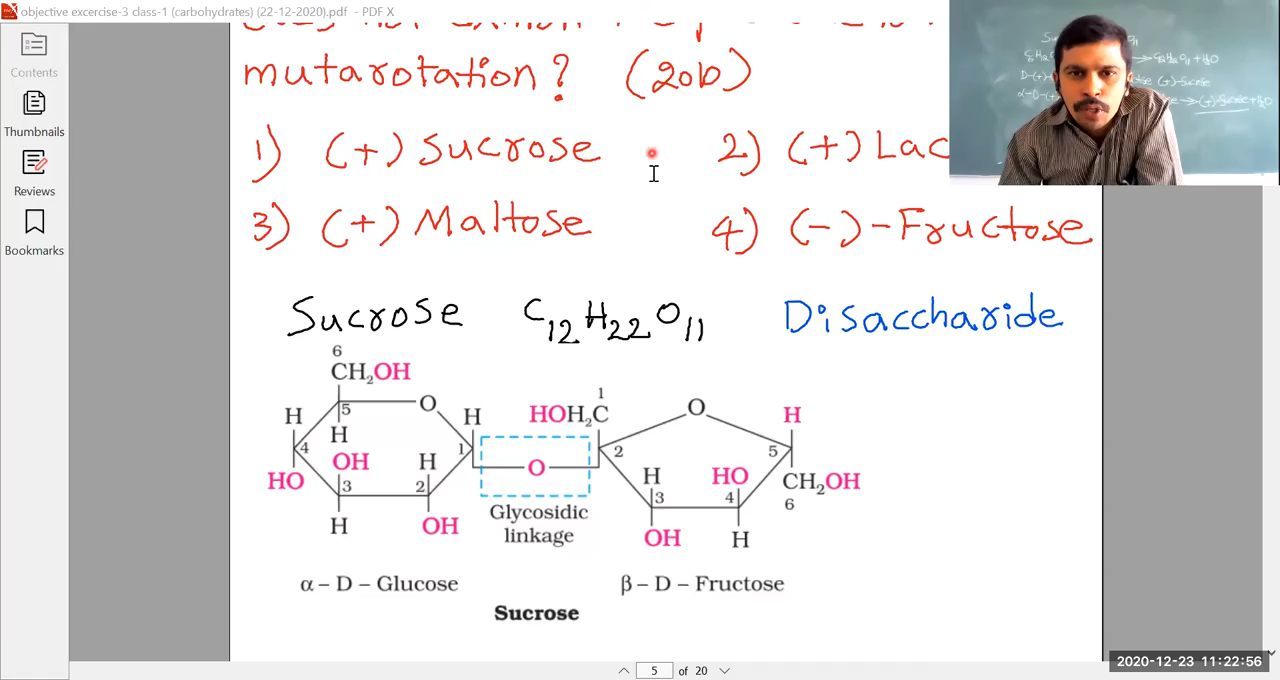 objective excercise-3 class-1 (carbohydrates) (22-12-2020).pdf - PDF X
Contents
Thumbnails
Reviews
Bookmarks
mutarotation? (2010)
1) (+) Sucrose 2) (+) Lac
3) (+) Maltose 4) (-) - Fructose
Sucrose C12H22O11 Disaccharide
6
CH2OH
H
5
O
H
H
4
OH
H
1
HO
3
2
H
OH
O
Glycosidic
linkage
1
HOH2C
O
H
2
5
H
HO
CH2OH
3
4
6
OH
H
α – D – Glucose β – D – Fructose
Sucrose
5 of 20
2020-12-23 11:22:56